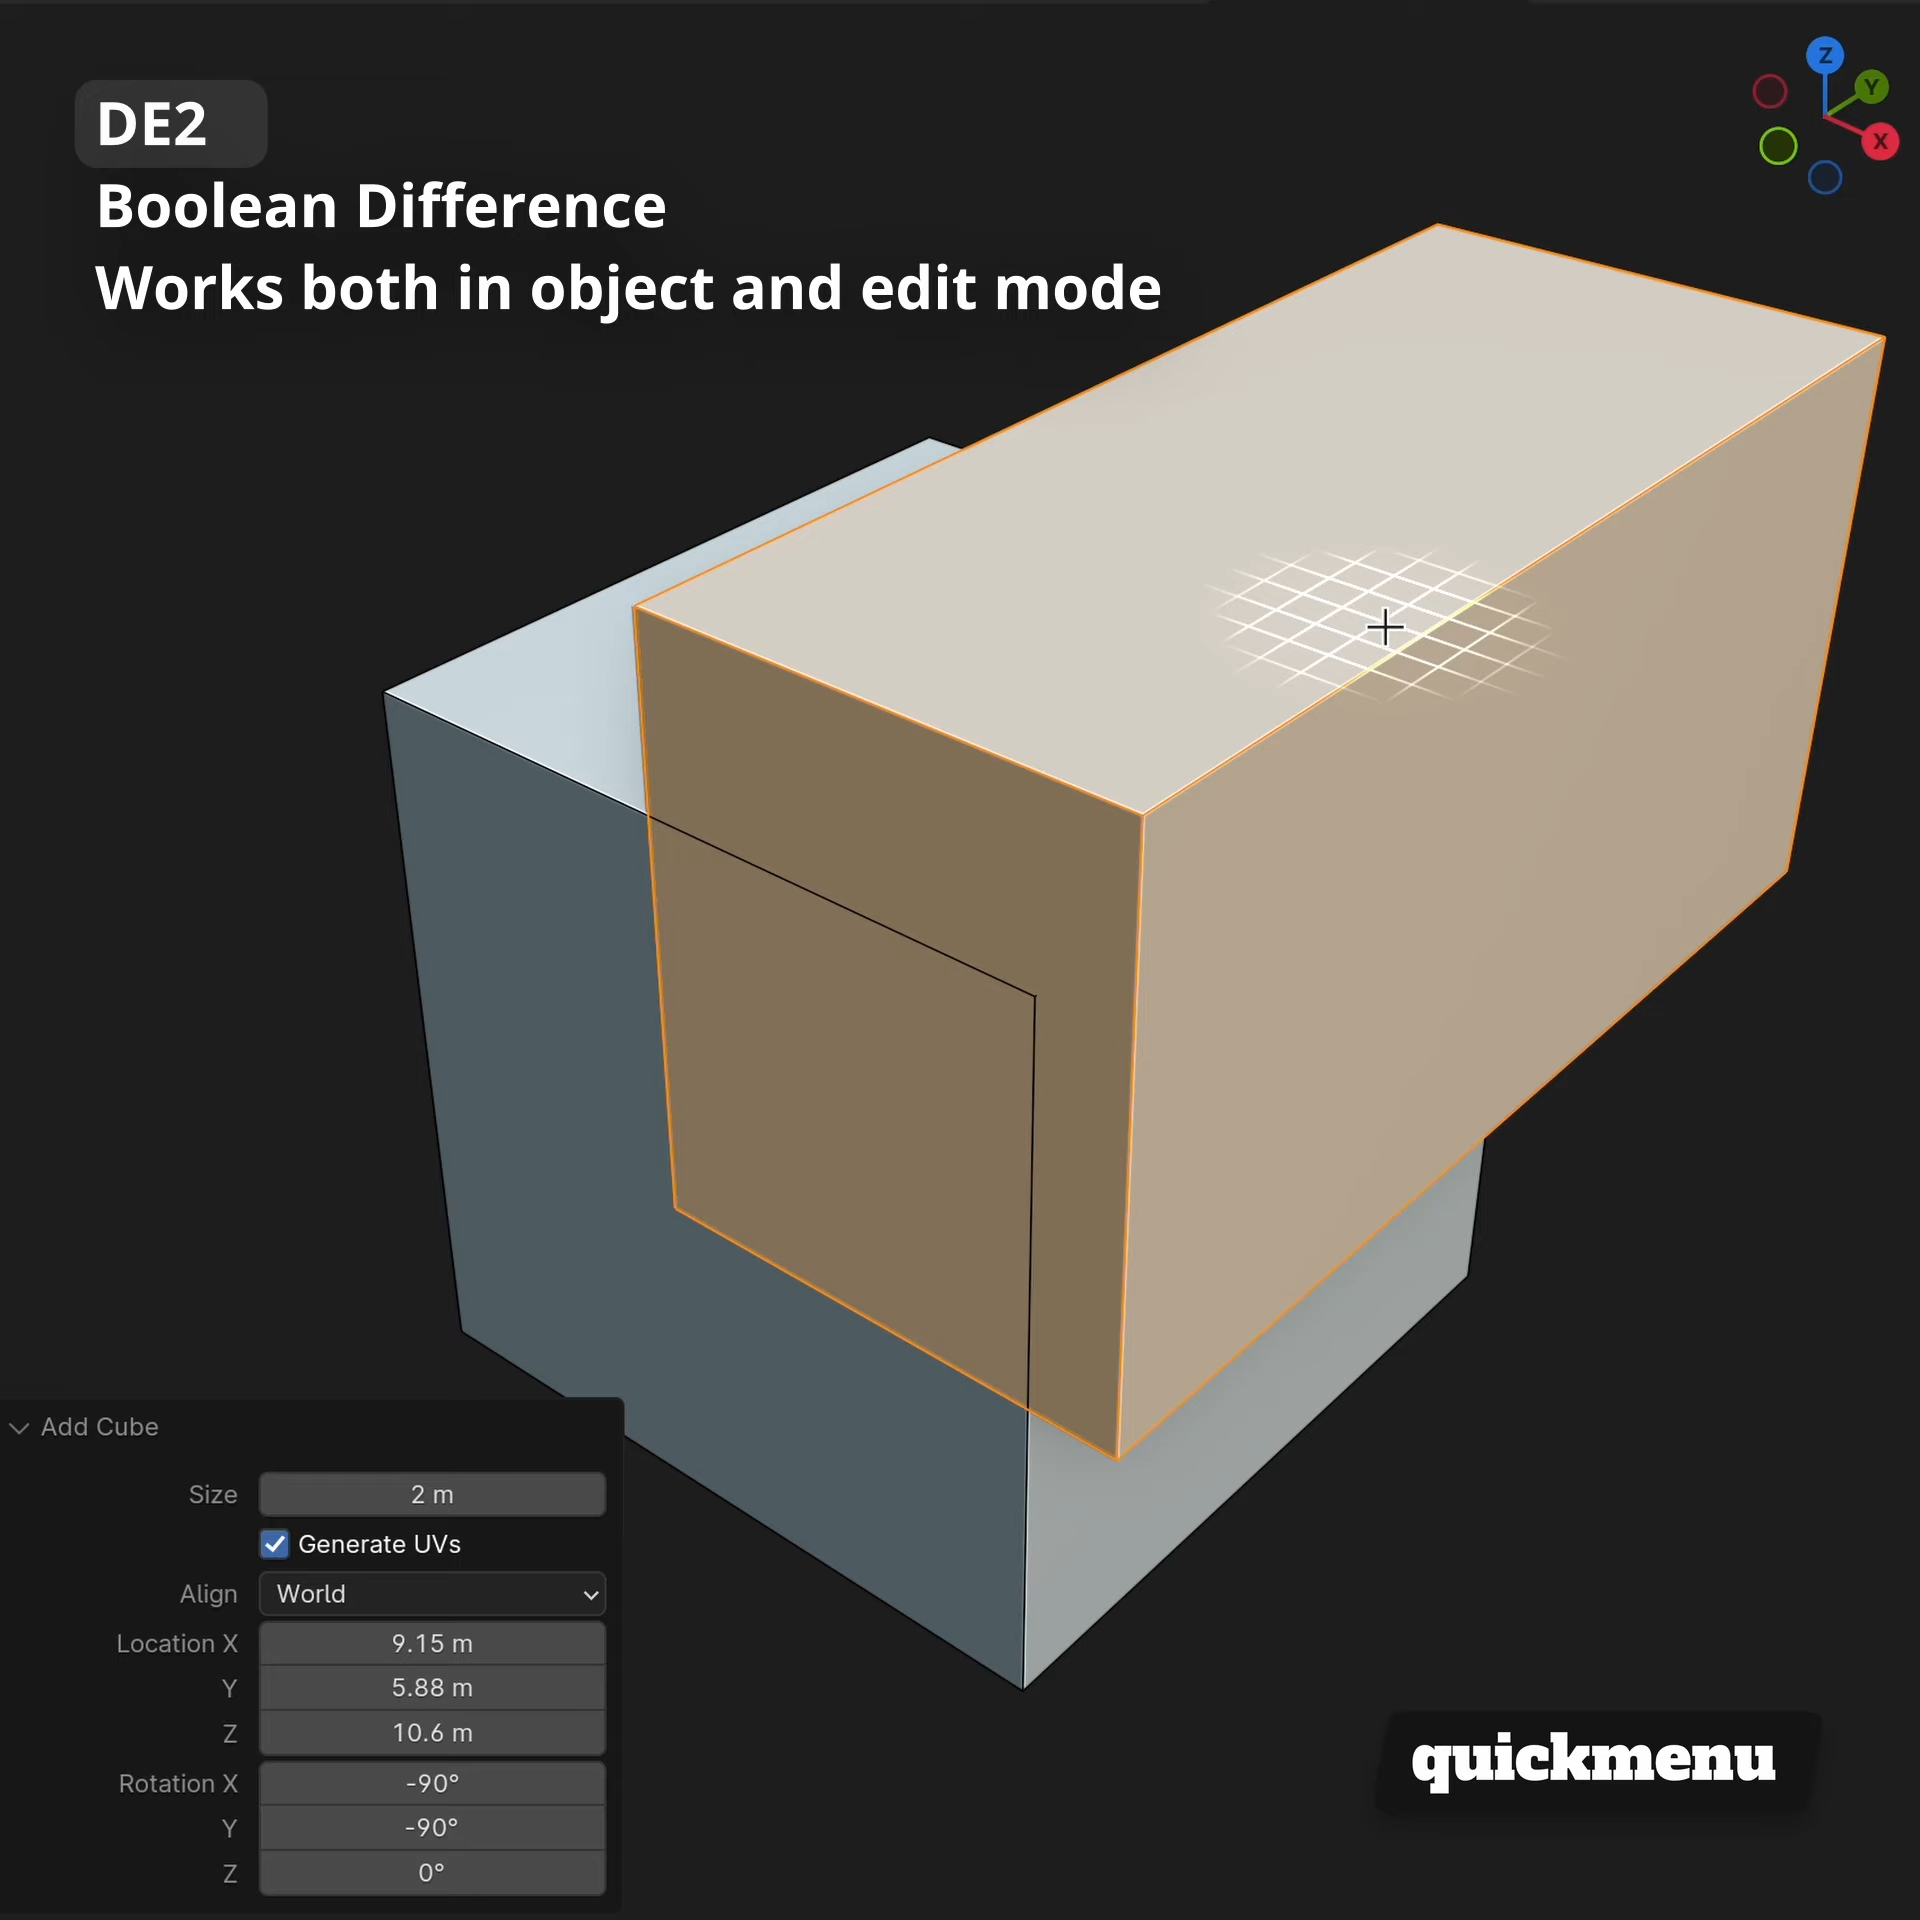 DE2
Boolean Difference
Works both in object and edit mode
Z
Y
X
Add Cube
Size 2 m
Generate UVs
Align World
Location X 9.15 m
Y 5.88 m
Z 10.6 m
Rotation X -90°
Y -90°
Z 0°
quickmenu